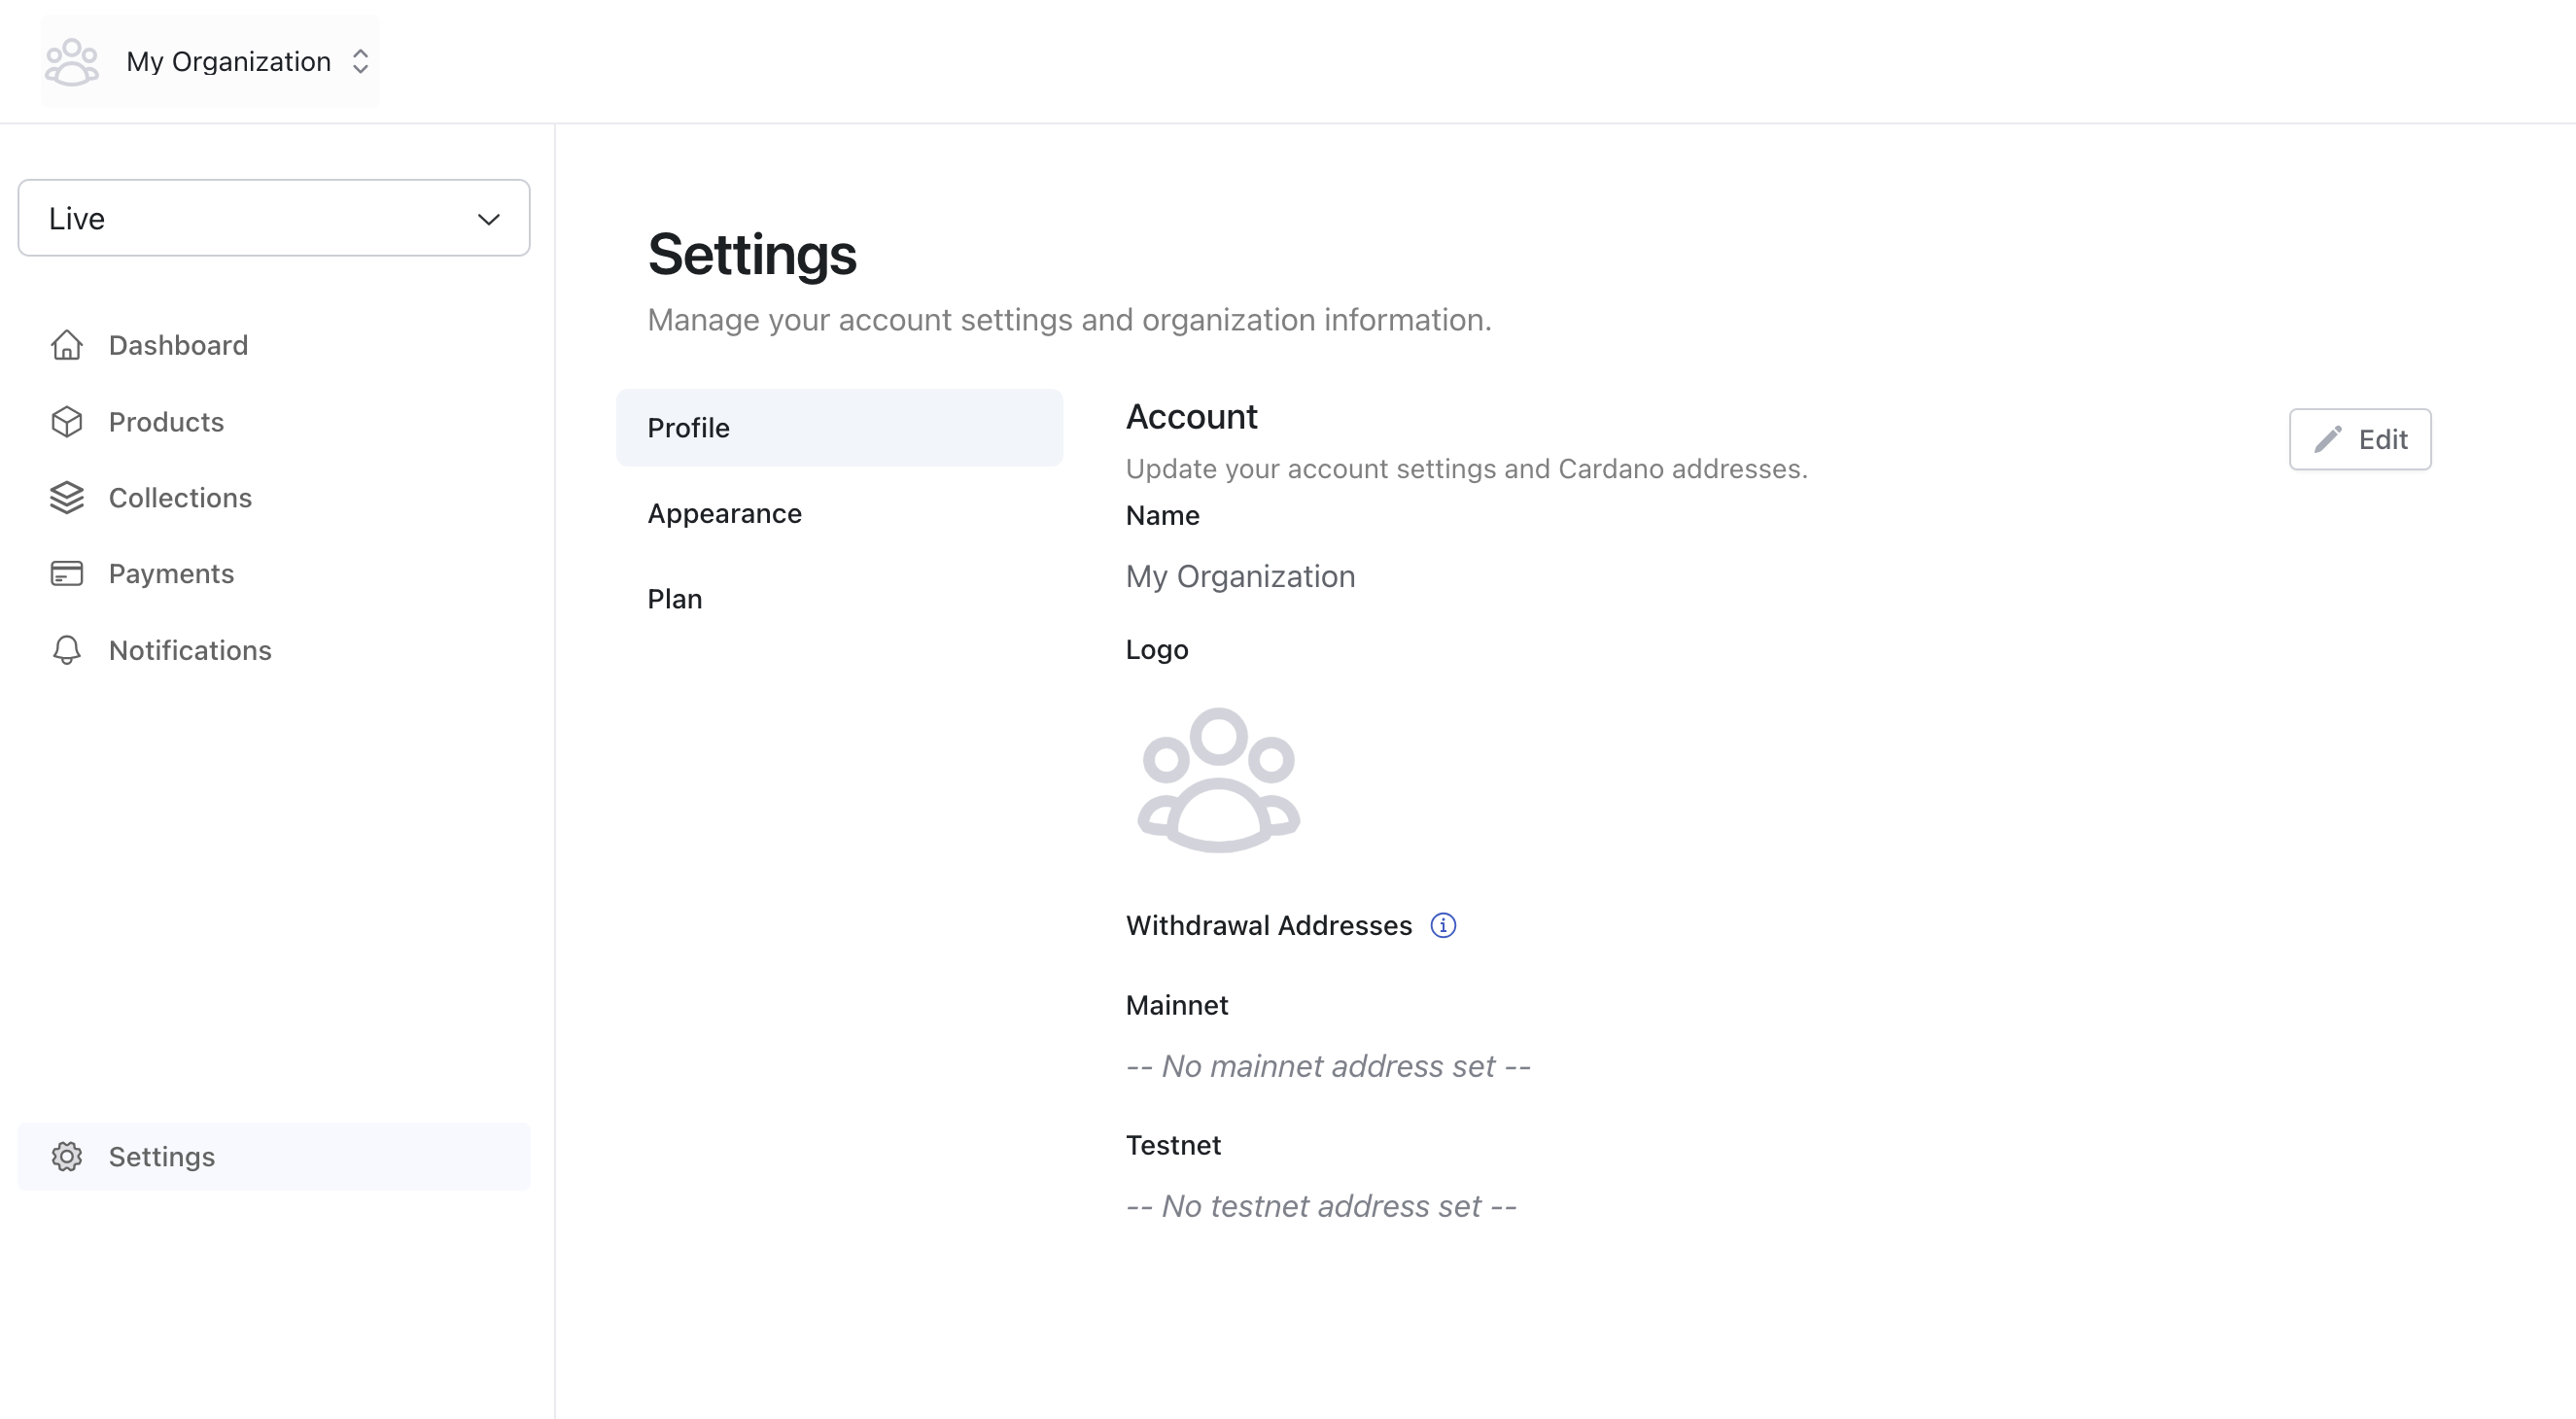 My Organization
Live
Dashboard
Products
Collections
Payments
Notifications
Settings
Settings
Manage your account settings and organization information.
Profile
Appearance
Plan
Account
Edit
Update your account settings and Cardano addresses.
Name
My Organization
Logo
Withdrawal Addresses
Mainnet
-- No mainnet address set --
Testnet
-- No testnet address set --